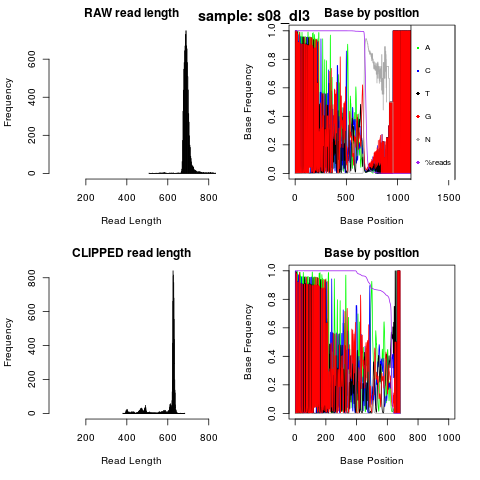 sample: s08_dl3
RAW read length
Frequency
0 200 400 600
200 400 600 800
Read Length
Base by position
Base Frequency
0.0 0.2 0.4 0.6 0.8 1.0
0 500 1000 1500
Base Position
A
C
T
G
N
%reads
CLIPPED read length
Frequency
0 200 400 600 800
200 400 600 800
Read Length
Base by position
Base Frequency
0.0 0.2 0.4 0.6 0.8 1.0
0 200 400 600 800 1000
Base Position